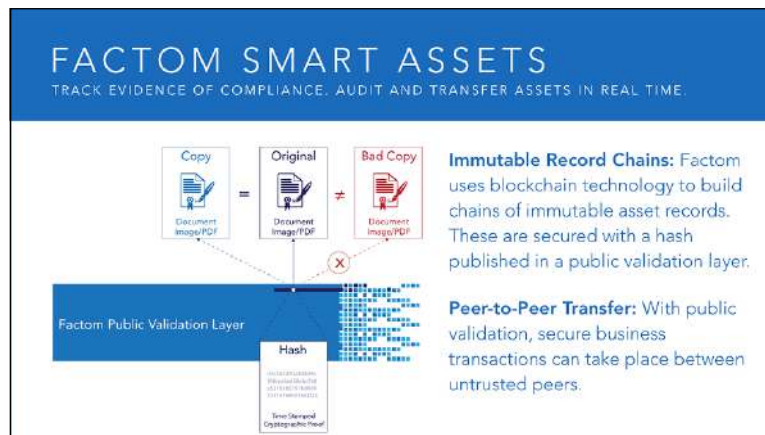 FACTOM SMART ASSETS
TRACK EVIDENCE OF COMPLIANCE. AUDIT AND TRANSFER ASSETS IN REAL TIME.
Copy
Document
Image/PDF
=
Original
Document
Image/PDF
≠
Bad Copy
Document
Image/PDF
X
Factom Public Validation Layer
Hash
Time Stamped
Cryptographic Proof
Immutable Record Chains: Factom
uses blockchain technology to build
chains of immutable asset records.
These are secured with a hash
published in a public validation layer.
Peer-to-Peer Transfer: With public
validation, secure business
transactions can take place between
untrusted peers.